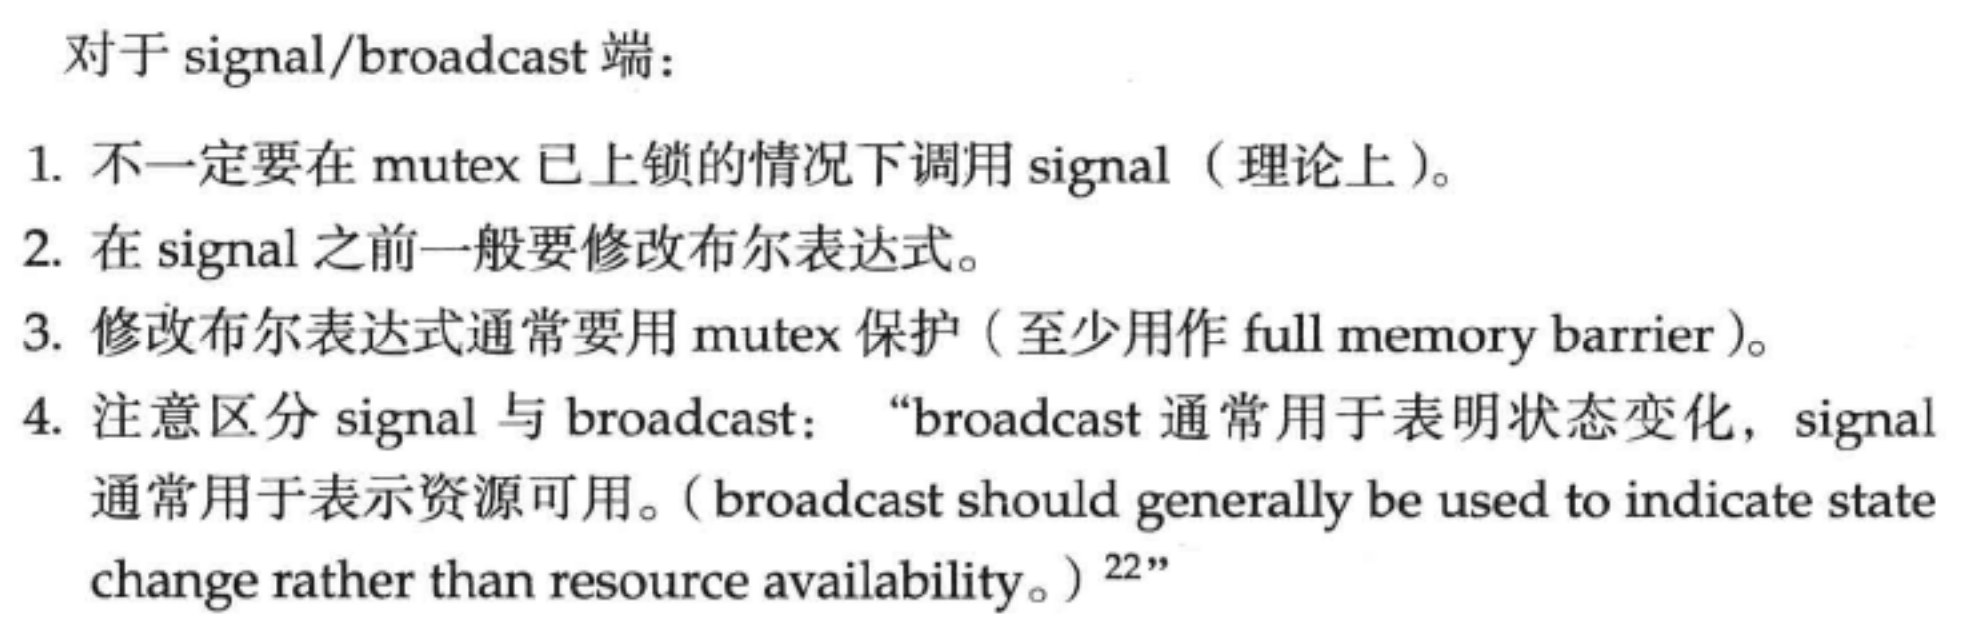 对于 signal/broadcast 端：
1. 不一定要在 mutex 已上锁的情况下调用 signal（理论上）。
2. 在 signal 之前一般要修改布尔表达式。
3. 修改布尔表达式通常要用 mutex 保护（至少用作 full memory barrier）。
4. 注意区分 signal 与 broadcast： “broadcast 通常用于表明状态变化，signal
通常用于表示资源可用。（broadcast should generally be used to indicate state
change rather than resource availability。）22”